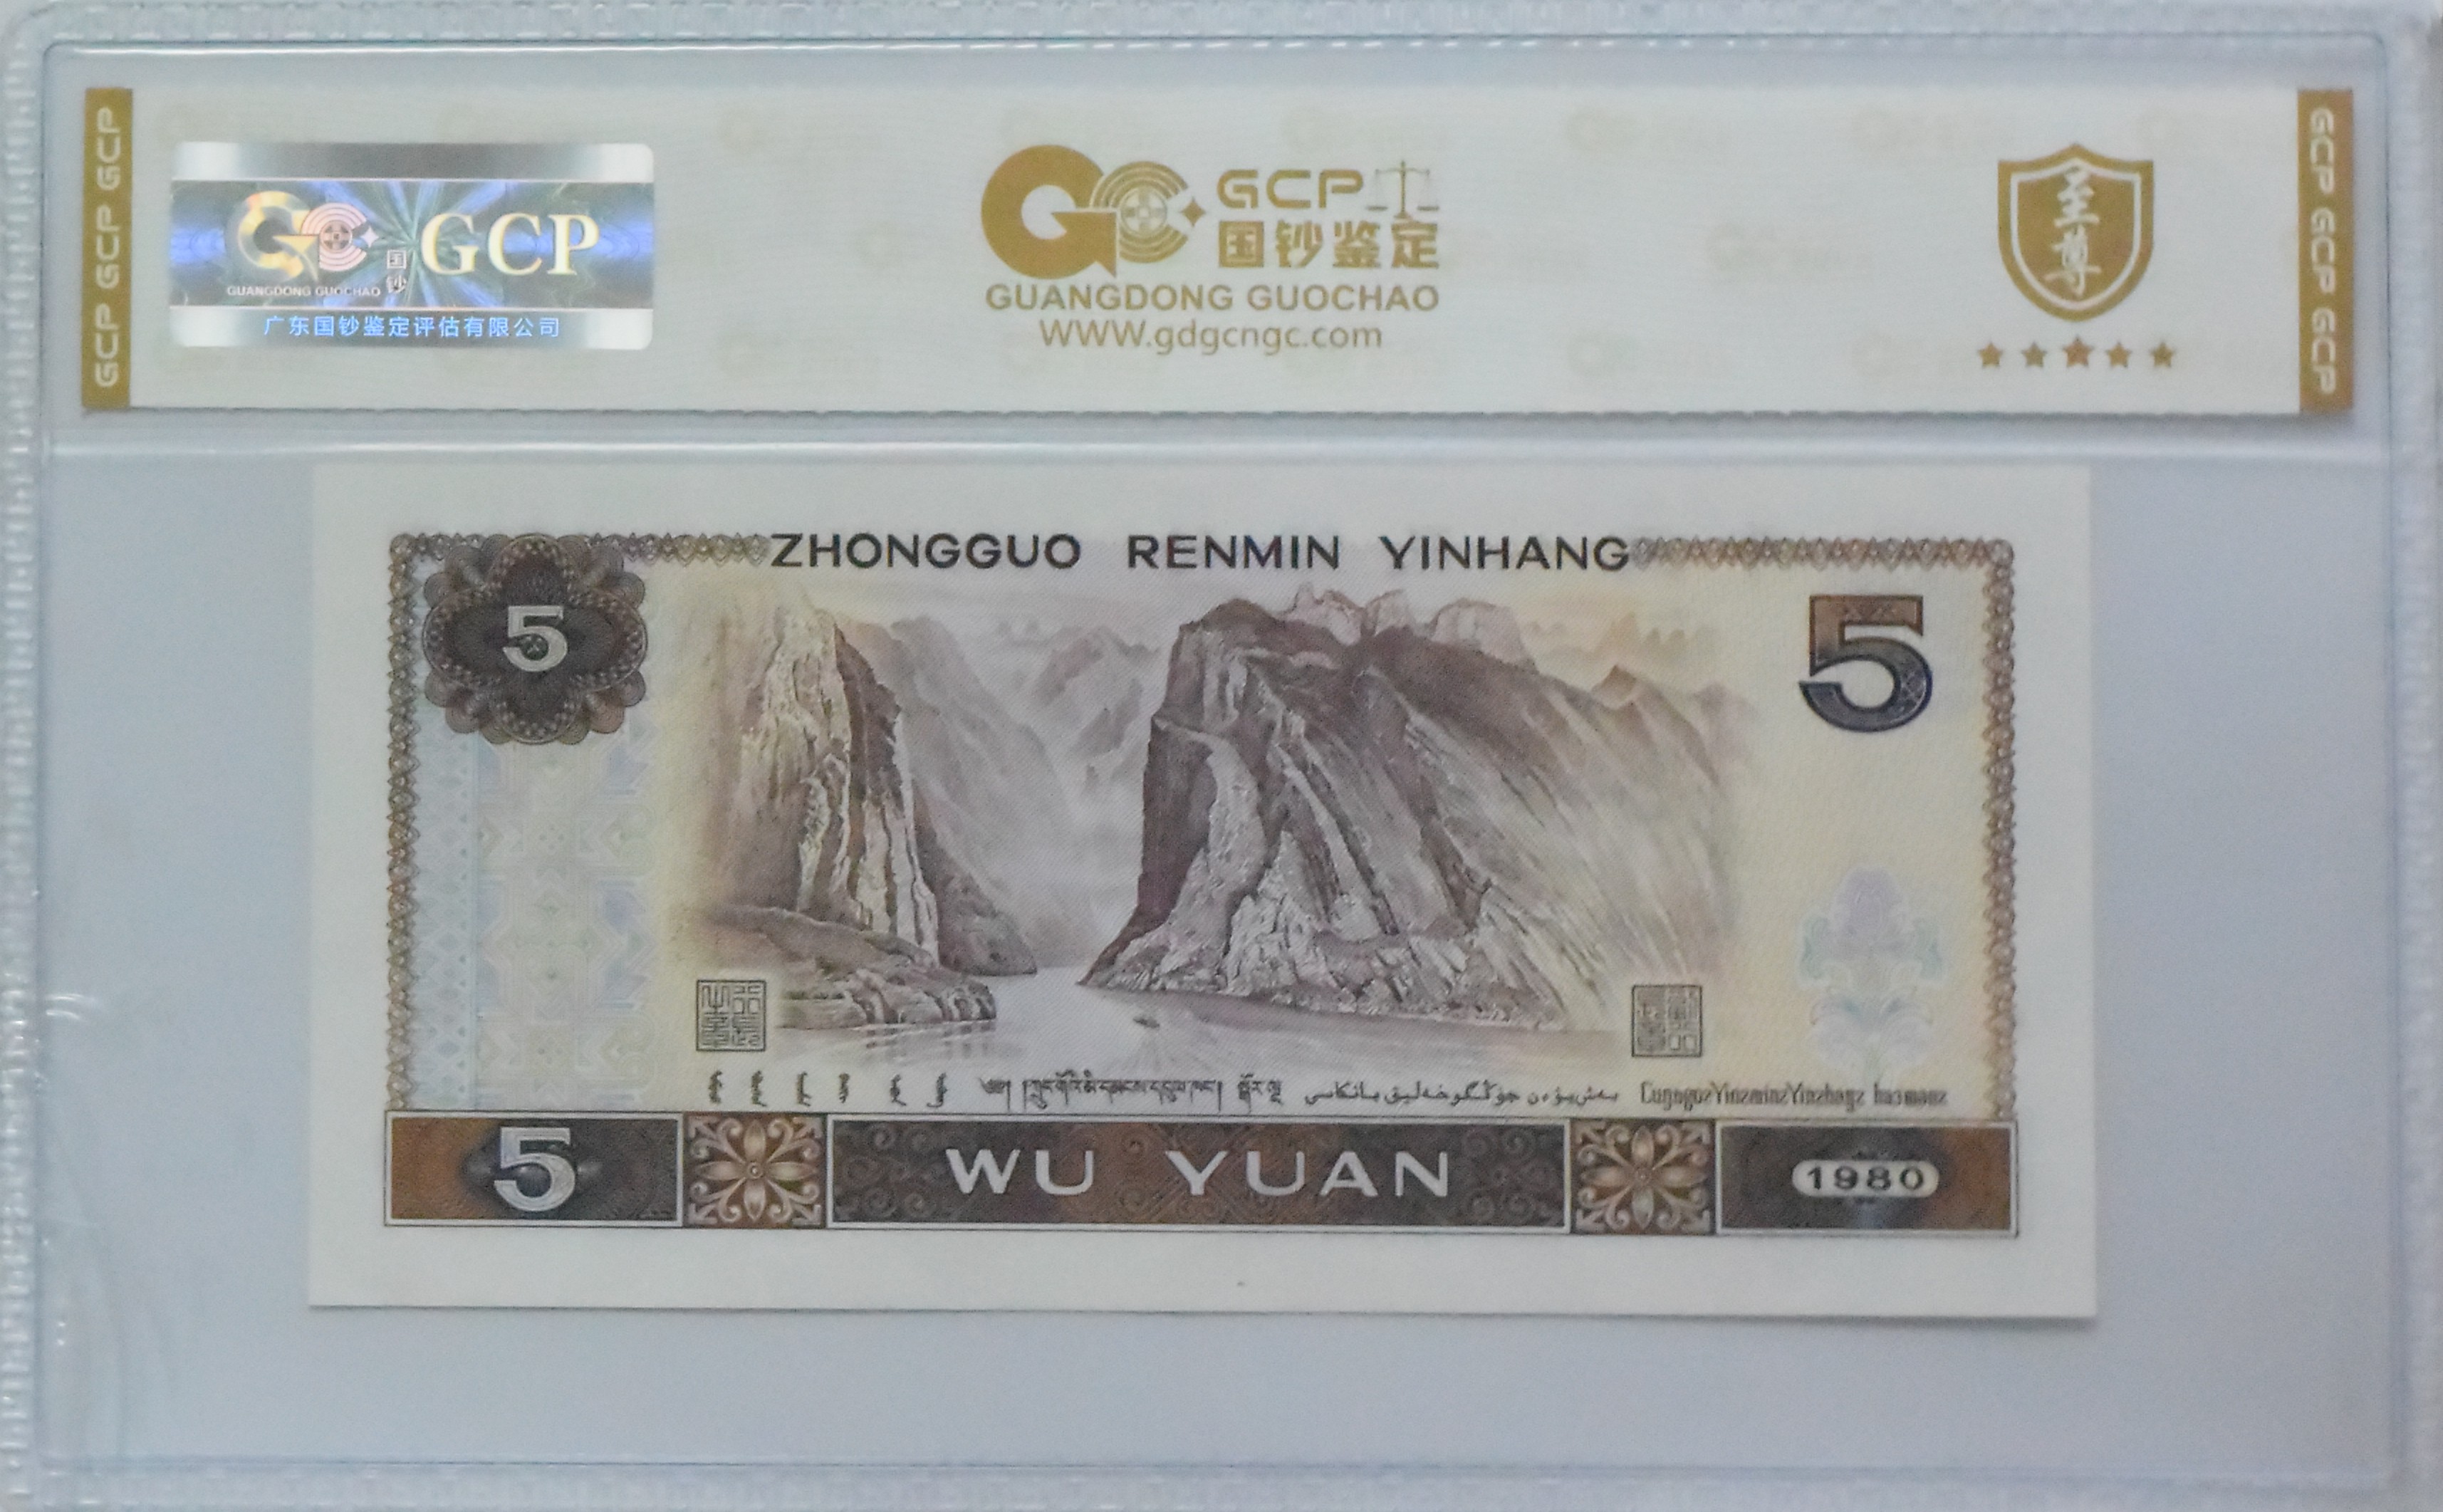 GCP GCP GCP
GCP
国
钞
GUANGDONG GUOCHAO
广东国钞鉴定评估有限公司
GCP
国钞鉴定
GUANGDONG GUOCHAO
WWW.gdgcngc.com
至
尊
GCP GCP GCP
ZHONGGUO RENMIN YINHANG
5
5
5
WU YUAN
1980